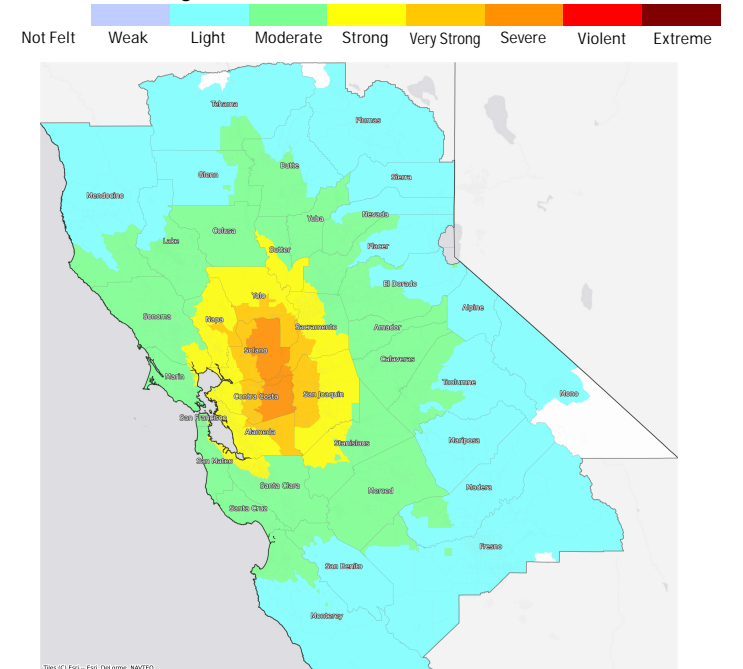 Not Felt Weak Light Moderate Strong Very Strong Severe Violent Extreme
Tehama
Plumas
Butte
Glenn
Sierra
Mendocino
Nevada
Yuba
Colusa
Lake
Sutter
Placer
El Dorado
Yolo
Alpine
Sonoma
Napa
Sacramento
Amador
Solano
Calaveras
Marin
Tuolumne
Mono
Contra Costa
San Joaquin
San Francisco
Alameda
Stanislaus
Mariposa
San Mateo
Santa Clara
Merced
Madera
Santa Cruz
Fresno
San Benito
Monterey
Tiles (C) Esri -- Esri, DeLorme, NAVTEQ